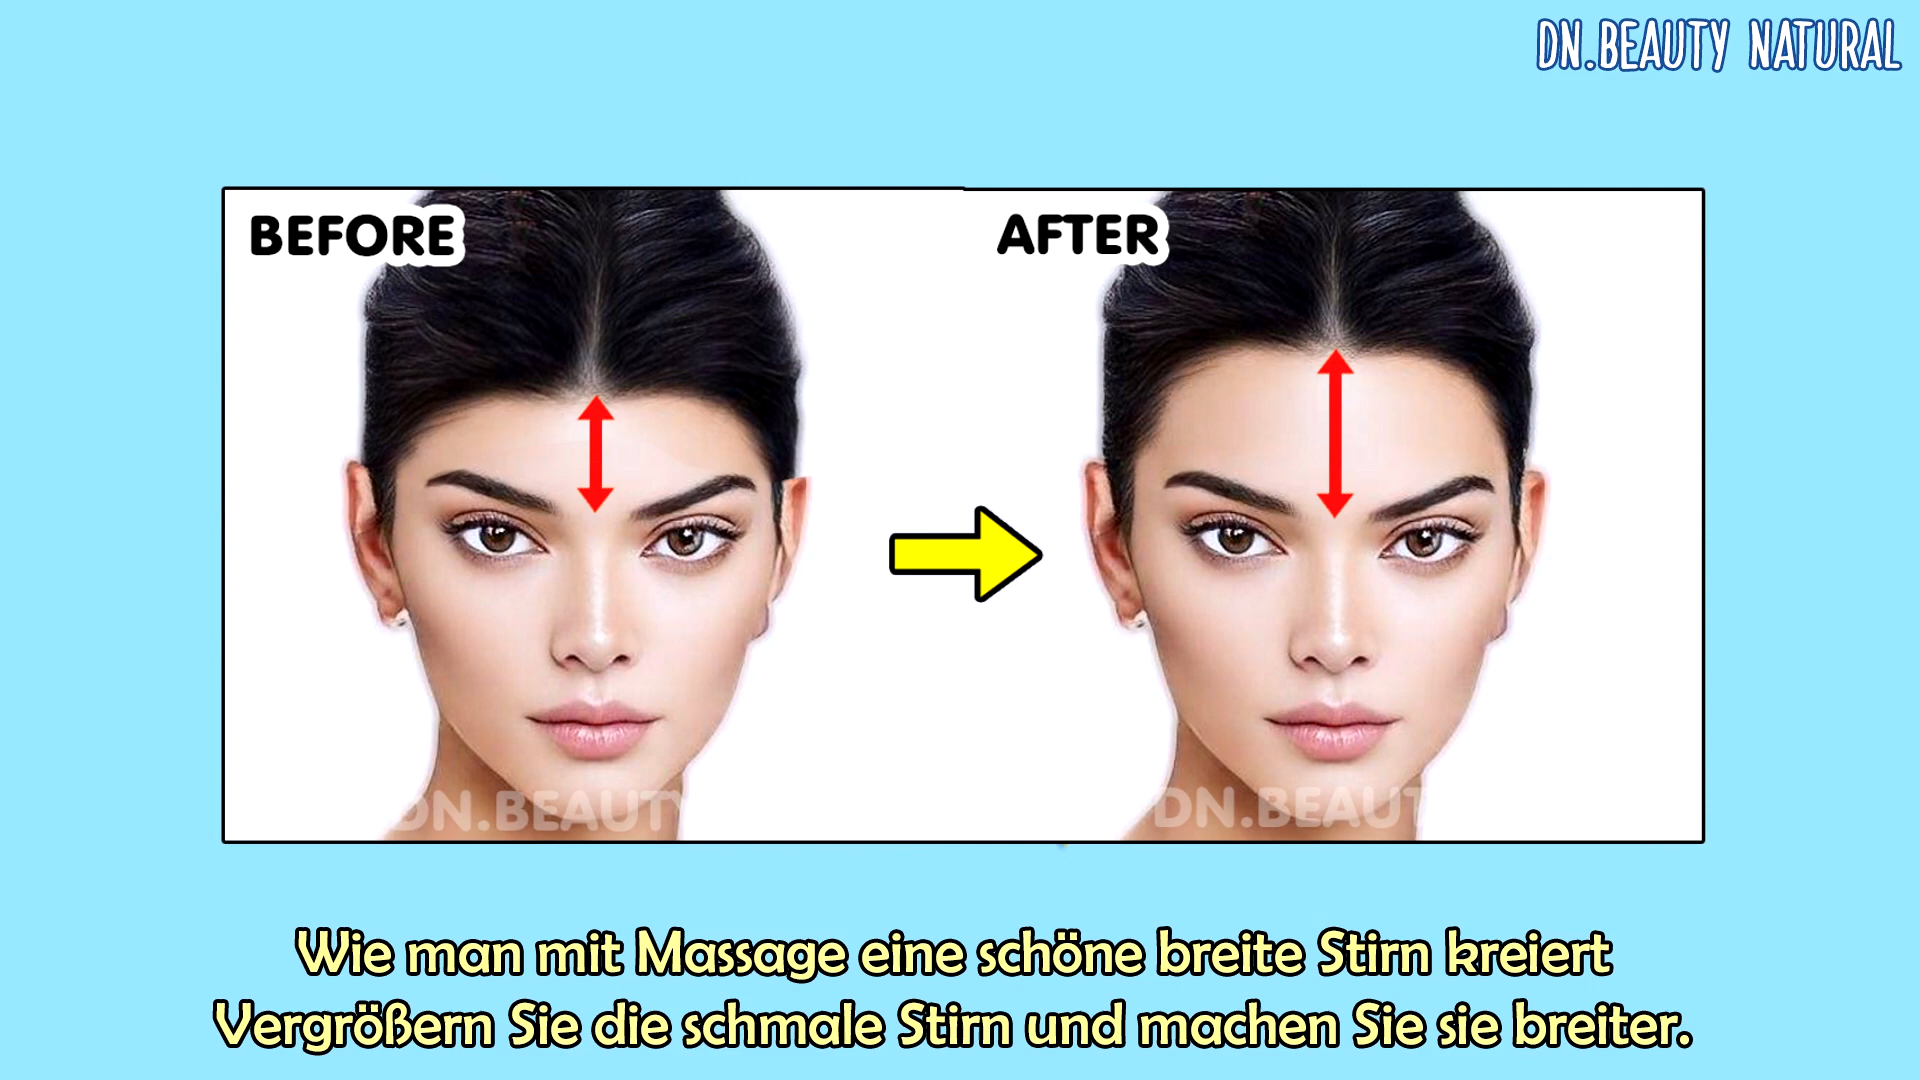 DN.BEAUTY NATURAL
BEFORE
AFTER
DN.BEAUTY
DN.BEAUT
Wie man mit Massage eine schöne breite Stirn kreiert
Vergrößern Sie die schmale Stirn und machen Sie sie breiter.